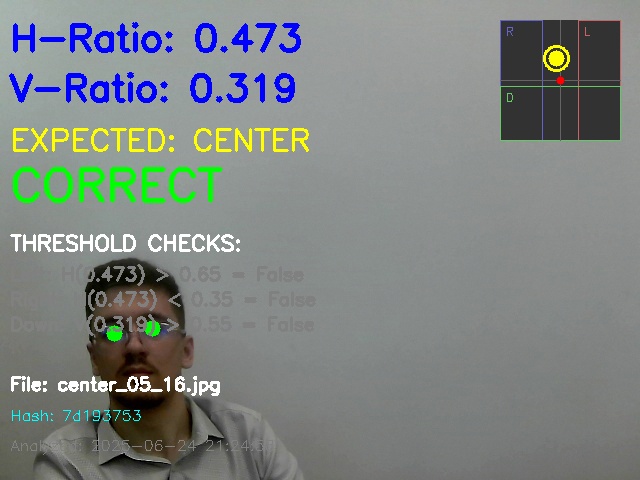 H-Ratio: 0.473
V-Ratio: 0.319
EXPECTED: CENTER
CORRECT
THRESHOLD CHECKS:
H(0.473) > 0.65 = False
(0.473) < 0.35 = False
(0.319) > 0.55 = False
File: center_05_16.jpg
Hash: 7d193753
2025-06-24
R
L
D